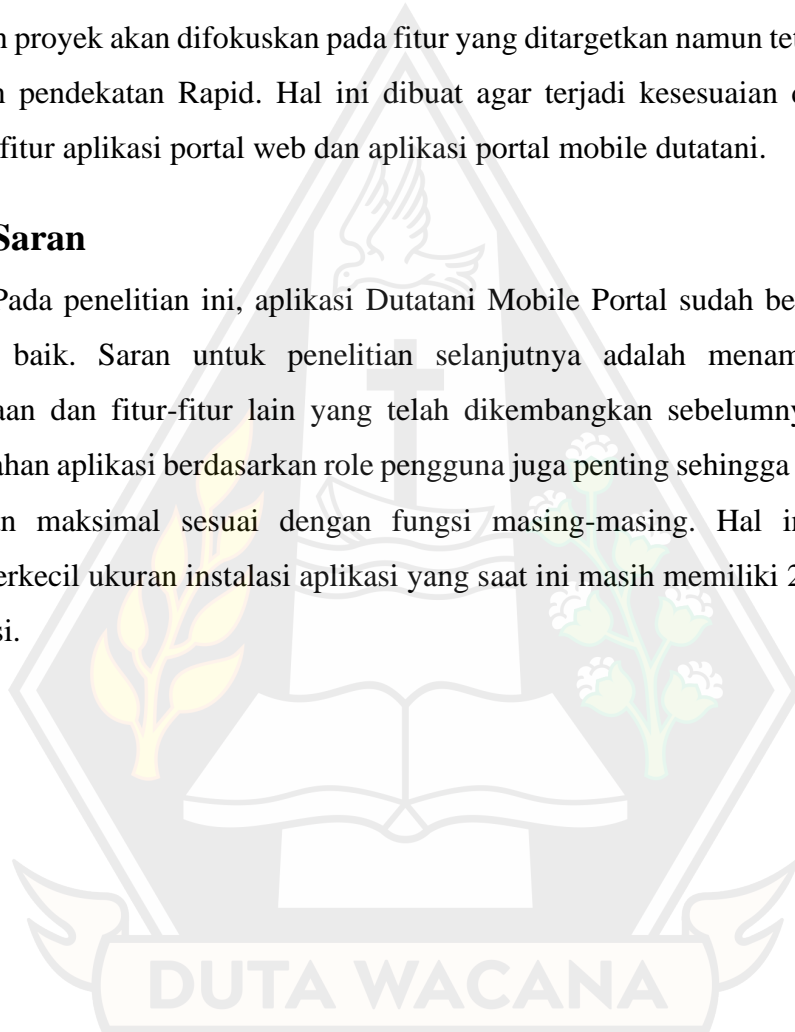 n proyek akan difokuskan pada fitur yang ditargetkan namun tet
n pendekatan Rapid. Hal ini dibuat agar terjadi kesesuaian
fitur aplikasi portal web dan aplikasi portal mobile dutatani.
Saran
Pada penelitian ini, aplikasi Dutatani Mobile Portal sudah be
baik. Saran untuk penelitian selanjutnya adalah menam
aan dan fitur-fitur lain yang telah dikembangkan sebelumny
ahan aplikasi berdasarkan role pengguna juga penting sehingga
n maksimal sesuai dengan fungsi masing-masing. Hal in
erkecil ukuran instalasi aplikasi yang saat ini masih memiliki 2
si.
DUTA WACANA